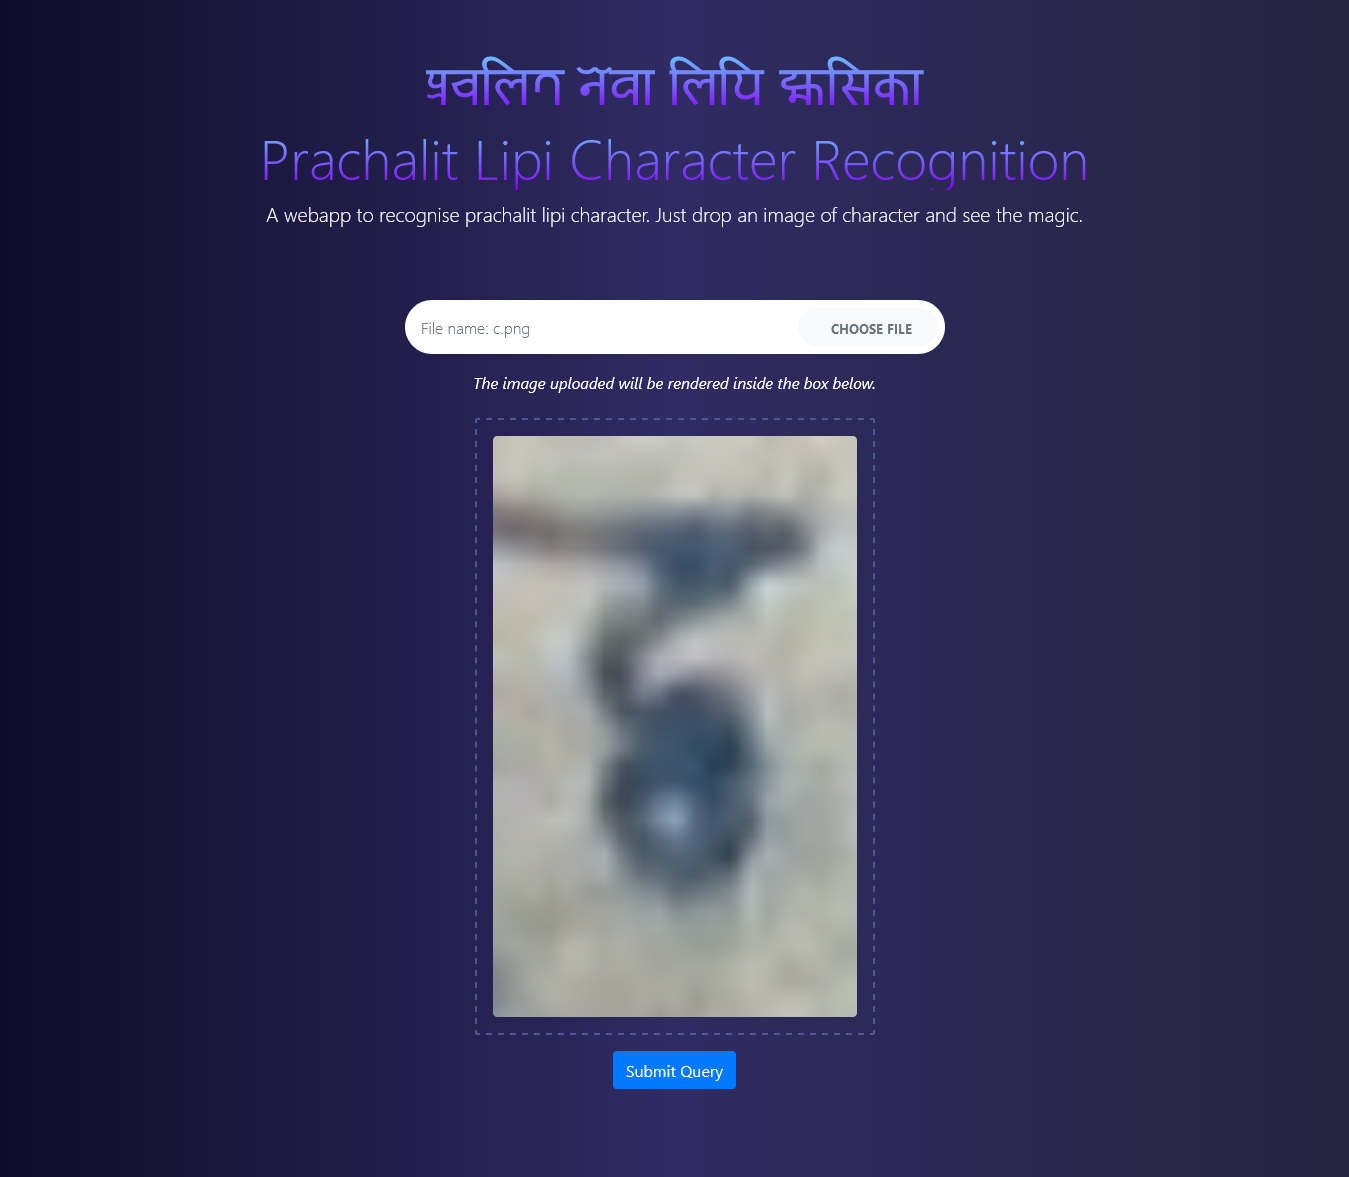 प्रचलित नेवा लिपि म्हसिका
Prachalit Lipi Character Recognition
A webapp to recognise prachalit lipi character. Just drop an image of character and see the magic.
File name: c.png
CHOOSE FILE
The image uploaded will be rendered inside the box below.
Submit Query